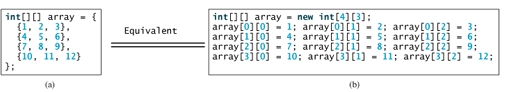 int[][] array = {
{1, 2, 3},
{4, 5, 6},
{7, 8, 9},
{10, 11, 12}
};
Equivalent
int[][] array = new int[4][3];
array[0][0] = 1; array[0][1] = 2; array[0][2] = 3;
array[1][0] = 4; array[1][1] = 5; array[1][2] = 6;
array[2][0] = 7; array[2][1] = 8; array[2][2] = 9;
array[3][0] = 10; array[3][1] = 11; array[3][2] = 12;
(a)
(b)